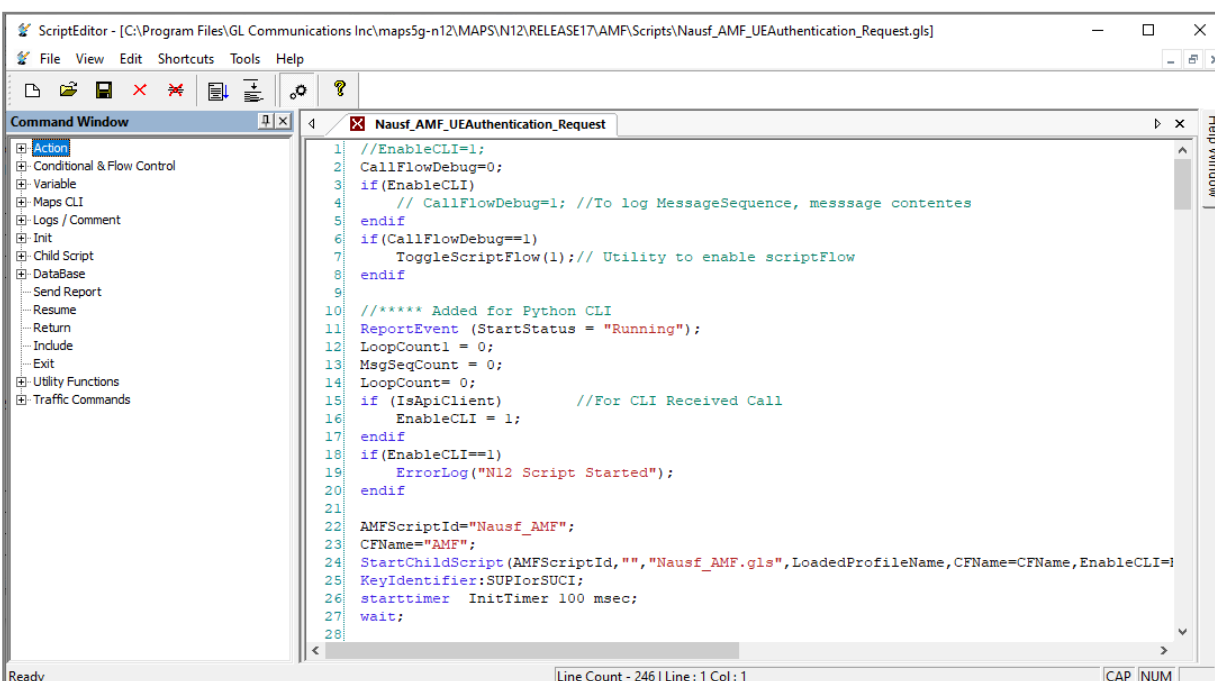 ScriptEditor - [C:\Program Files\GL Communications Inc\maps5g-n12\MAPS\N12\RELEASE17\AMF\Scripts\Nausf_AMF_UEAuthentication_Request.gls]
File View Edit Shortcuts Tools Help
Command Window
Action
Conditional & Flow Control
Variable
Maps CLI
Logs / Comment
Init
Child Script
DataBase
Send Report
Resume
Return
Include
Exit
Utility Functions
Traffic Commands
Nausf_AMF_UEAuthentication_Request
1 //EnableCLI=1;
2 CallFlowDebug=0;
3 if(EnableCLI)
4 // CallFlowDebug=1; //To log MessageSequence, messsage contentes
5 endif
6 if(CallFlowDebug==1)
7 ToggleScriptFlow(1);// Utility to enable scriptFlow
8 endif
9
10 //***** Added for Python CLI
11 ReportEvent (StartStatus = "Running");
12 LoopCount1 = 0;
13 MsgSeqCount = 0;
14 LoopCount= 0;
15 if (IsApiClient) //For CLI Received Call
16 EnableCLI = 1;
17 endif
18 if(EnableCLI==1)
19 ErrorLog("N12 Script Started");
20 endif
21
22 AMFScriptId="Nausf_AMF";
23 CFName="AMF";
24 StartChildScript(AMFScriptId,"","Nausf_AMF.gls",LoadedProfileName,CFName=CFName,EnableCLI=
25 KeyIdentifier:SUPIorSUCI;
26 starttimer InitTimer 100 msec;
27 wait;
28
Help Window
Ready
Line Count - 246 | Line : 1 Col : 1
CAP NUM